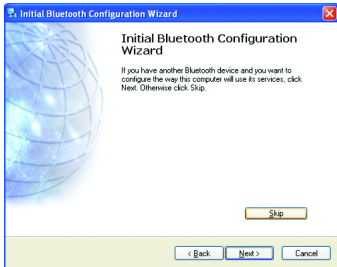 Initial Bluetooth Configuration Wizard
Initial Bluetooth Configuration
Wizard
If you have another Bluetooth device and you want to
configure the way this computer will use its services, click
Next. Otherwise click Skip.
Skip
< Back Next > Cancel